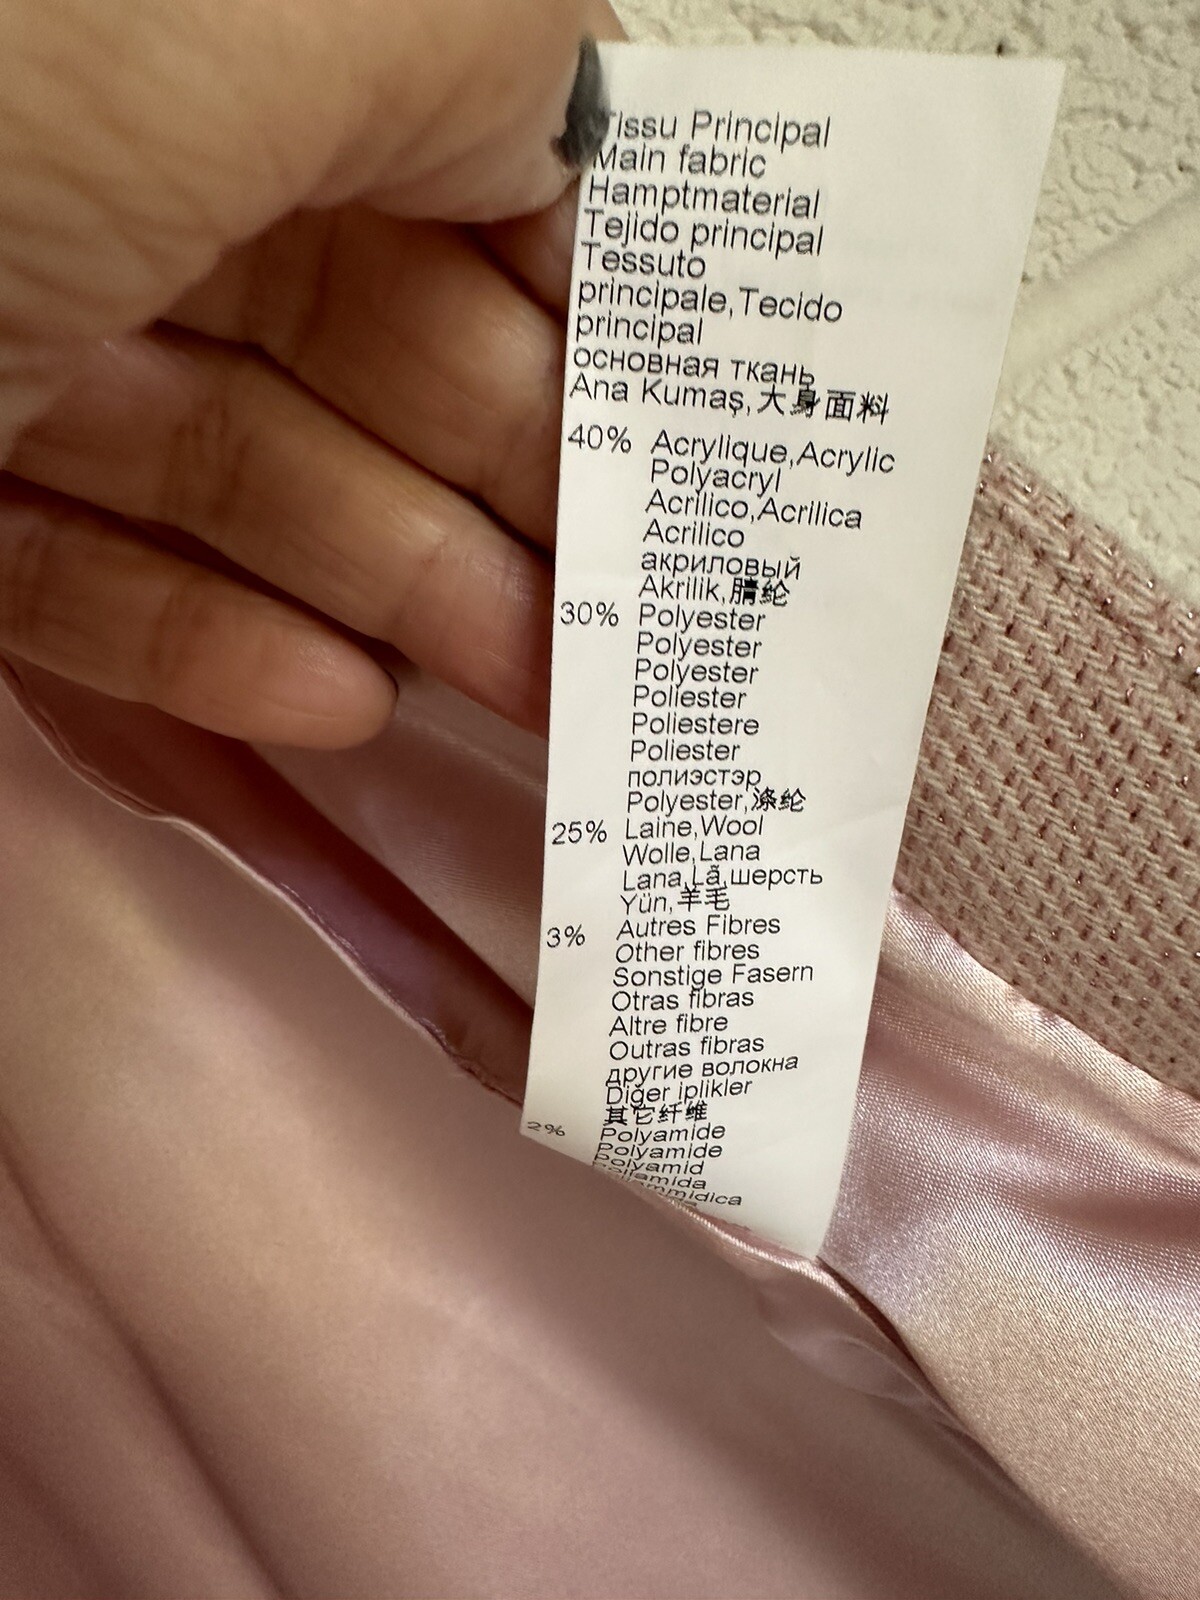 Tissu Principal
Main fabric
Hamptmaterial
Tejido principal
Tessuto
principale,Tecido
principal
основная ткань
Ana Kumaş,大身面料
40% Acrylique,Acrylic
Polyacryl
Acrilico,Acrilica
Acrilico
акриловый
Akrilik,腈纶
30% Polyester
Polyester
Polyester
Poliester
Poliestere
Poliester
полиэстэр
Polyester,涤纶
25% Laine,Wool
Wolle,Lana
Lana,Lã,шерсть
Yün,羊毛
3% Autres Fibres
Other fibres
Sonstige Fasern
Otras fibras
Altre fibre
Outras fibras
другие волокна
Diğer iplikler
其它纤维
2% Polyamide
Polyamide
Polyamid